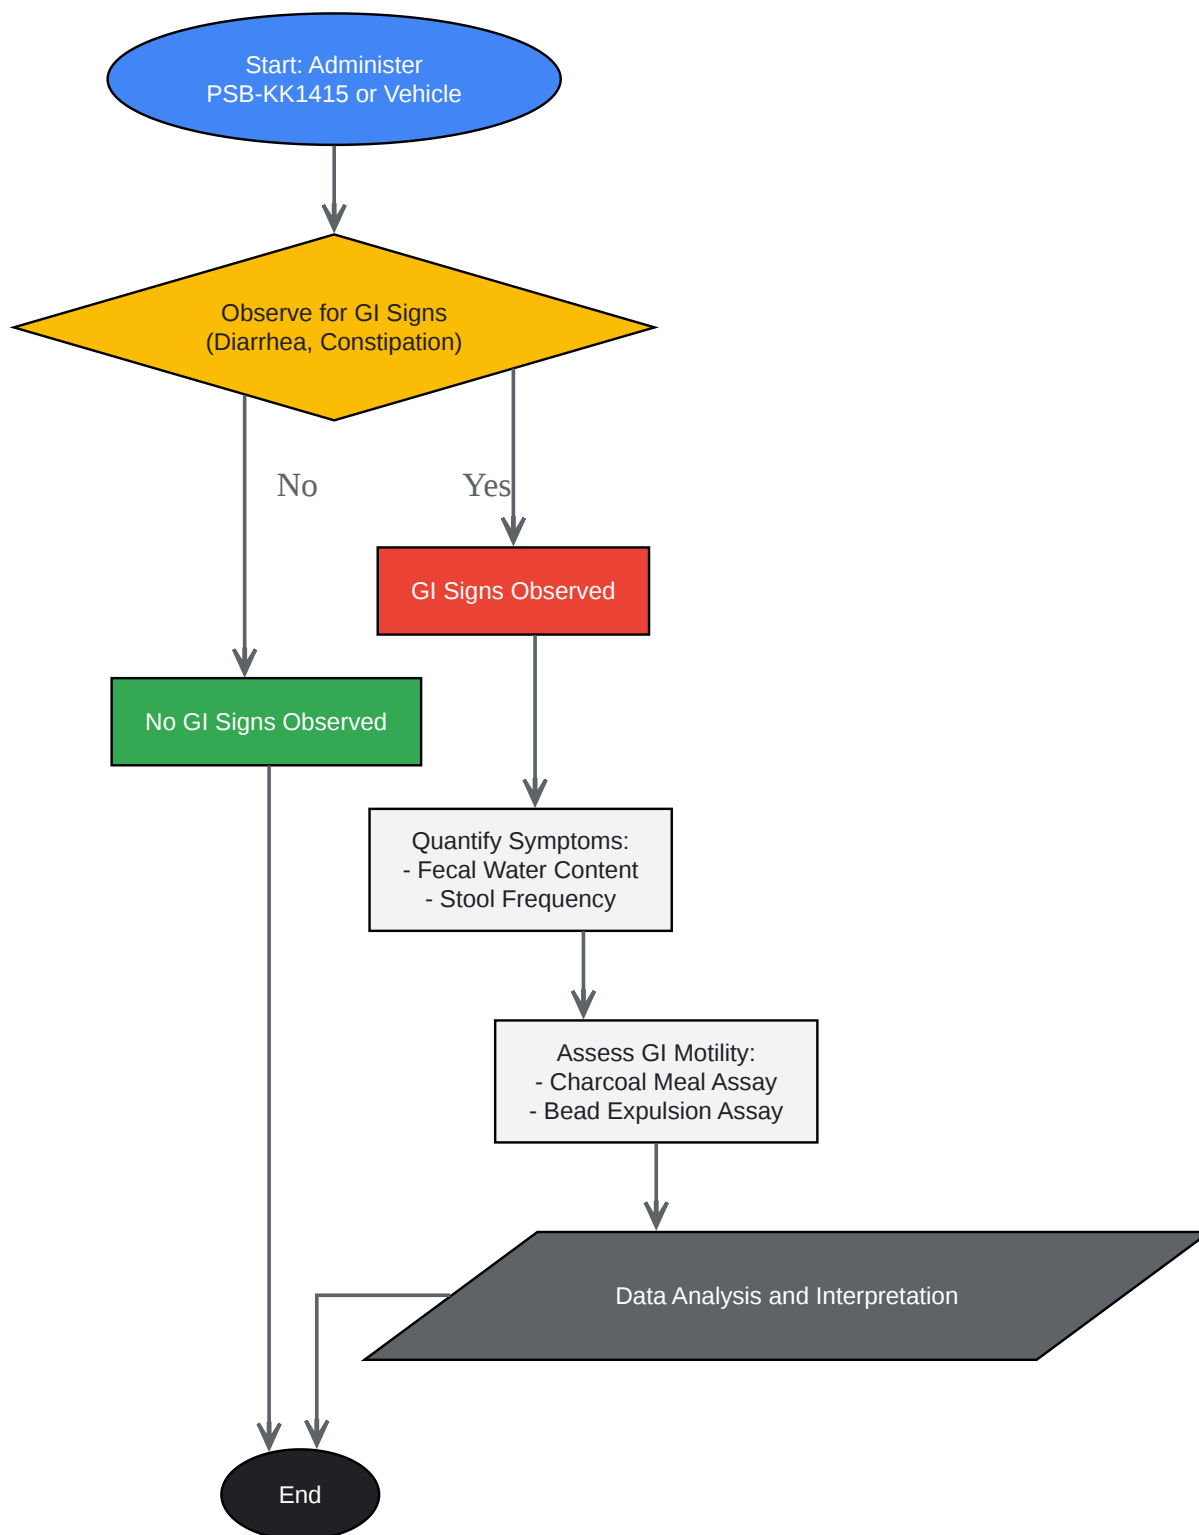 Start: Administer
PSB-KK1415 or Vehicle
Observe for GI Signs
(Diarrhea, Constipation)
No
Yes
GI Signs Observed
No GI Signs Observed
Quantify Symptoms:
- Fecal Water Content
- Stool Frequency
Assess GI Motility:
- Charcoal Meal Assay
- Bead Expulsion Assay
Data Analysis and Interpretation
End